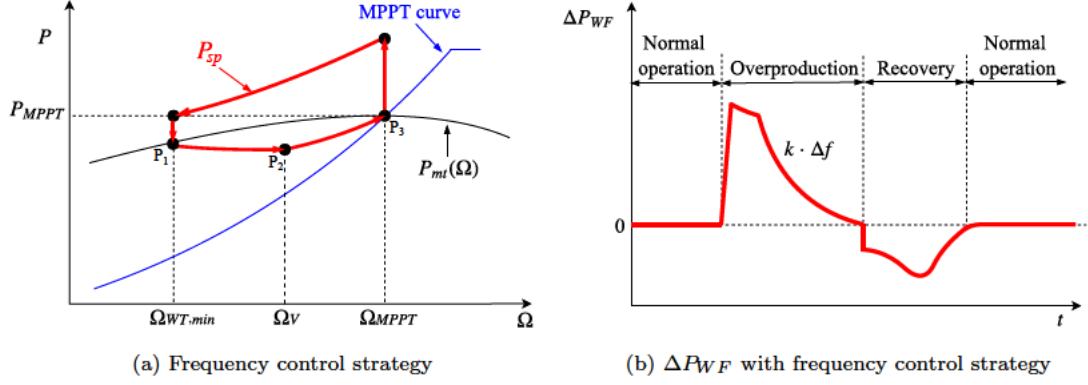 P
MPPT curve
P_sp
P_MPPT
P_1
P_2
P_3
P_mt(Ω)
Ω_WT,min
Ω_V
Ω_MPPT
Ω
(a) Frequency control strategy
ΔP_WF
Normal operation
Overproduction
Recovery
Normal operation
k · Δf
0
t
(b) ΔP_WF with frequency control strategy